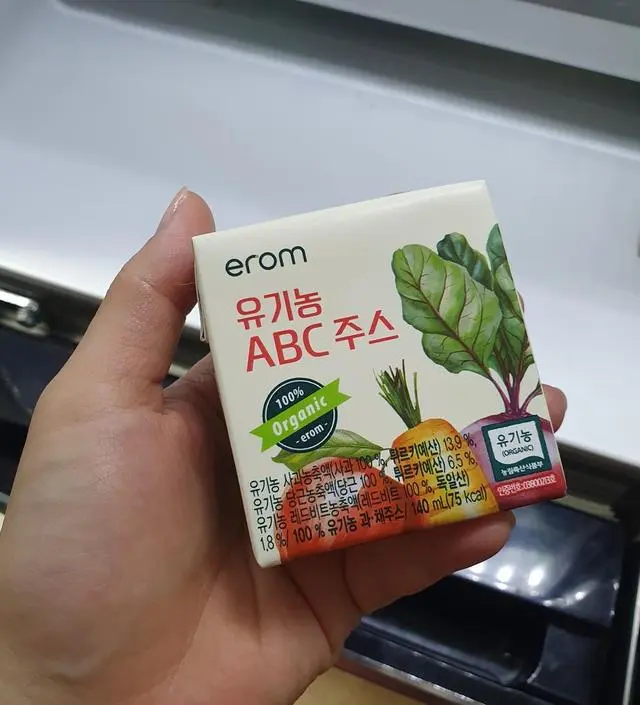 erom
유기농
ABC 주스
100%
Organic
- erom -
유기농 사과농축액(사과 100 %, 튀르키예산) 13.9 %,
유기농 당근농축액(당근 100 %, 튀르키예산) 6.5 %,
유기농 레드비트농축액(레드비트 100 %, 독일산)
1.8 %/ 100 % 유기농 과·채주스/ 140 mL(75 kcal)
유기농
(ORGANIC)
농림축산식품부